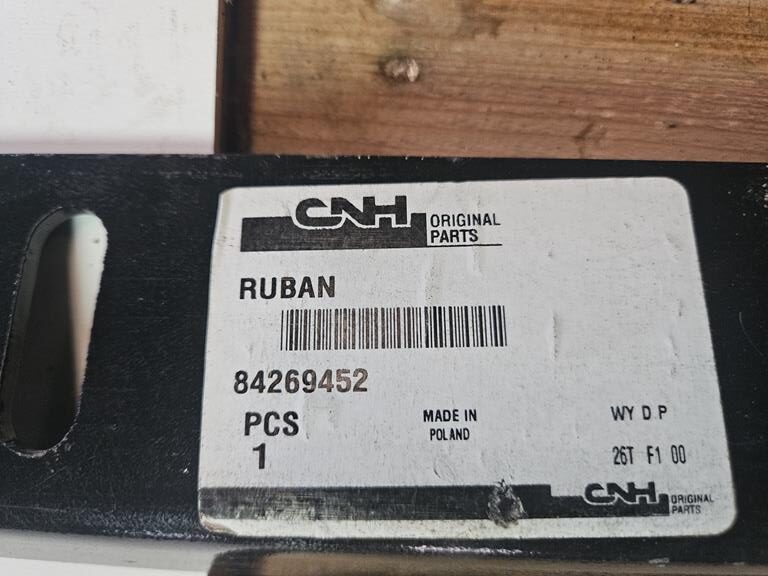 CNH ORIGINAL
PARTS
RUBAN
84269452
PCS
1
MADE IN
POLAND
WY D P
26T F1 00
CNH ORIGINAL
PARTS